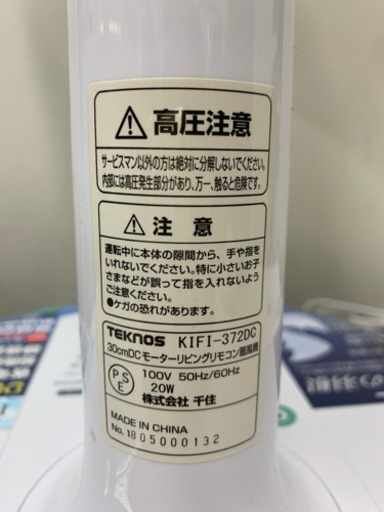 高圧注意
サービスマン以外の方は絶対に分解しないでください。
内部には高圧発生部分があり、万一、触ると危険です。
注 意
運転中に本体の隙間から、手や指を
いれないでください。特に小さいお子
さまなどが誤って指を入れないよう
ご注意ください。
●ケガの恐れがあります。
TEKNOS KIFI-372DC
30cmDCモーターリビングリモコン扇風機
PSE
100V 50Hz/60Hz
20W
株式会社 千住
MADE IN CHINA
No.1805000132